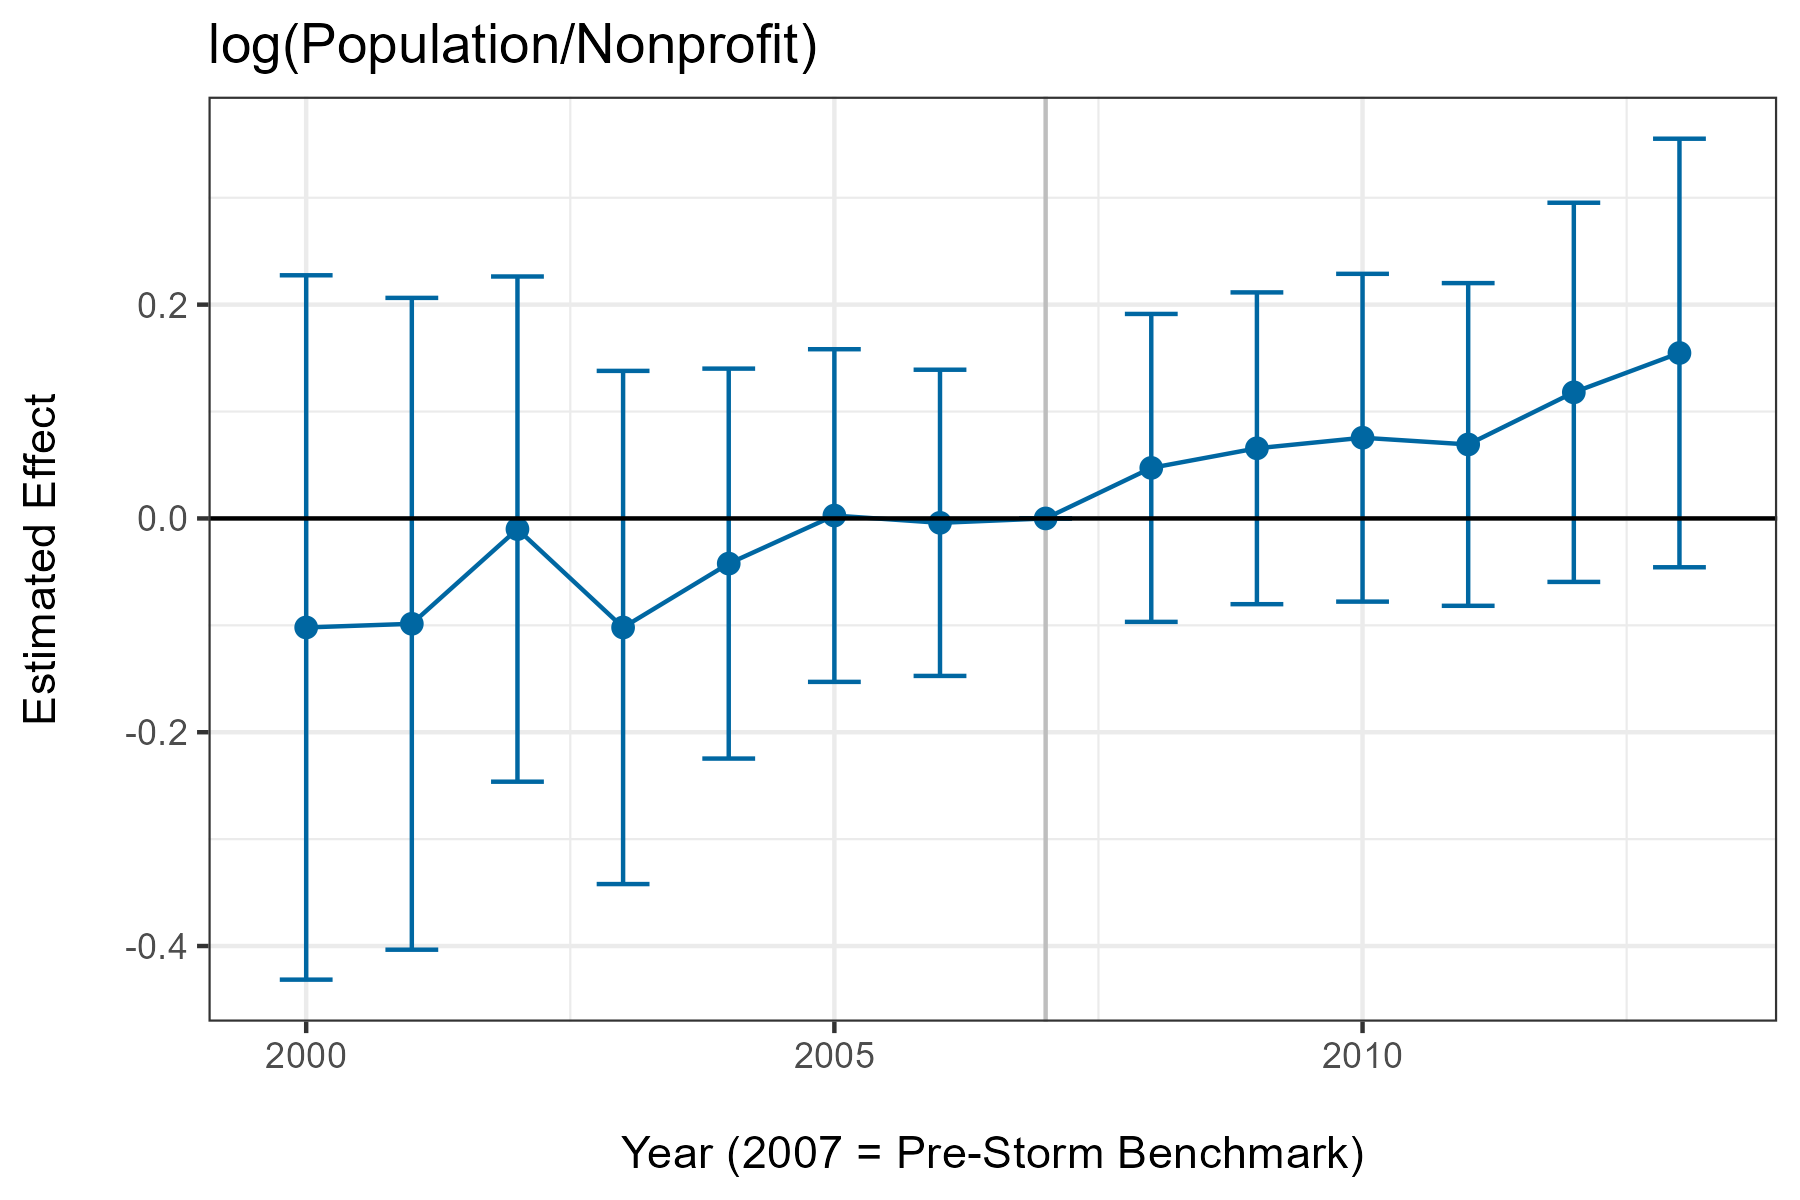 log(Population/Nonprofit)
Estimated Effect
0.2
0.0
-0.2
-0.4
2000
2005
2010
Year (2007 = Pre-Storm Benchmark)